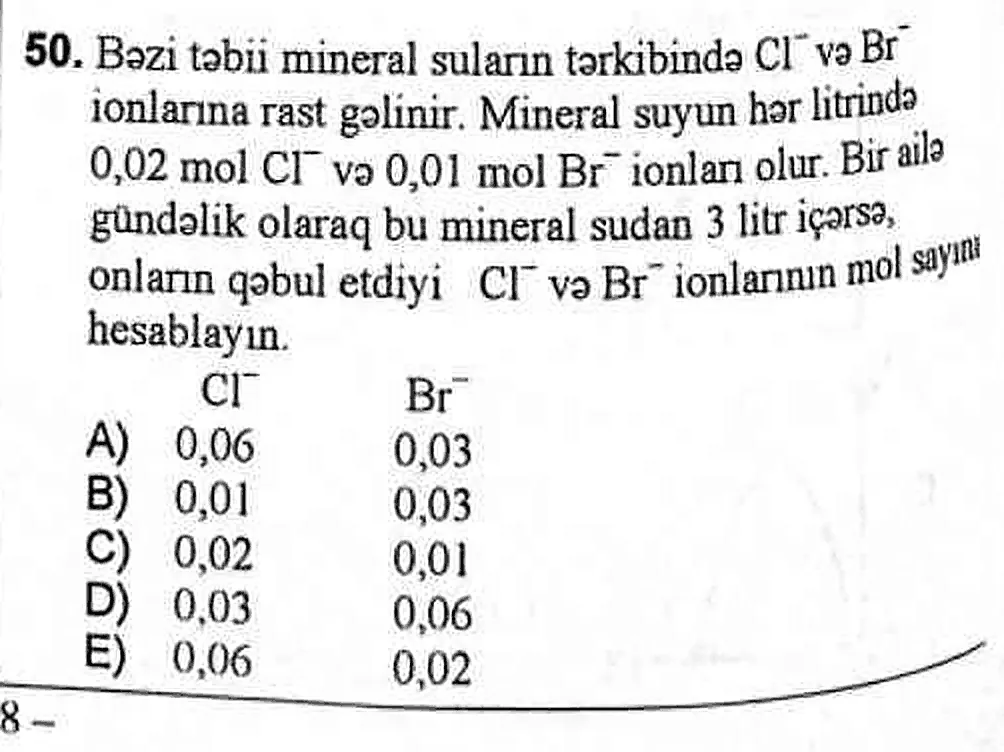 50. Bəzi təbii mineral suların tərkibində Cl⁻ və Br⁻
ionlarına rast gəlinir. Mineral suyun hər litrində
0,02 mol Cl⁻ və 0,01 mol Br⁻ ionları olur. Bir ailə
gündəlik olaraq bu mineral sudan 3 litr içərsə,
onların qəbul etdiyi Cl⁻ və Br⁻ ionlarının mol sayını
hesablayın.
Cl⁻ Br⁻
A) 0,06 0,03
B) 0,01 0,03
C) 0,02 0,01
D) 0,03 0,06
E) 0,06 0,02
8 –